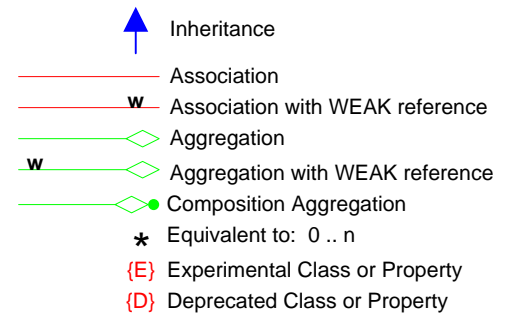 Inheritance
Association
w Association with WEAK reference
Aggregation
w Aggregation with WEAK reference
Composition Aggregation
* Equivalent to: 0 .. n
{E} Experimental Class or Property
{D} Deprecated Class or Property